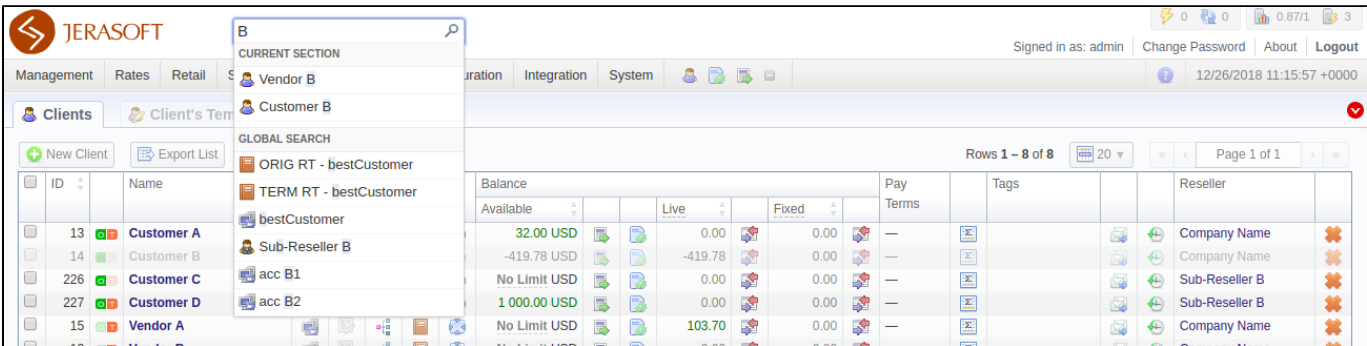 0 0 0.87/1 3
JERASOFT B
Signed in as: admin Change Password About Logout
CURRENT SECTION
Management Rates Retail S uration Integration System 12/26/2018 11:15:57 +0000
Vendor B
Customer B
Clients Client's Tem
GLOBAL SEARCH
New Client Export List Rows 1 – 8 of 8 20 « ‹ Page 1 of 1 › »
ORIG RT - bestCustomer
TERM RT - bestCustomer
bestCustomer
Sub-Reseller B
acc B1
acc B2
ID Name Balance Pay Terms Tags Reseller
Available Live Fixed
13 O T Customer A 32.00 USD 0.00 0.00 — Σ Company Name
14 Customer B -419.78 USD -419.78 0.00 — Σ Company Name
226 O T Customer C No Limit USD 0.00 0.00 — Σ Sub-Reseller B
227 O T Customer D 1 000.00 USD 0.00 0.00 — Σ Sub-Reseller B
15 O T Vendor A No Limit USD 103.70 0.00 — Σ Company Name